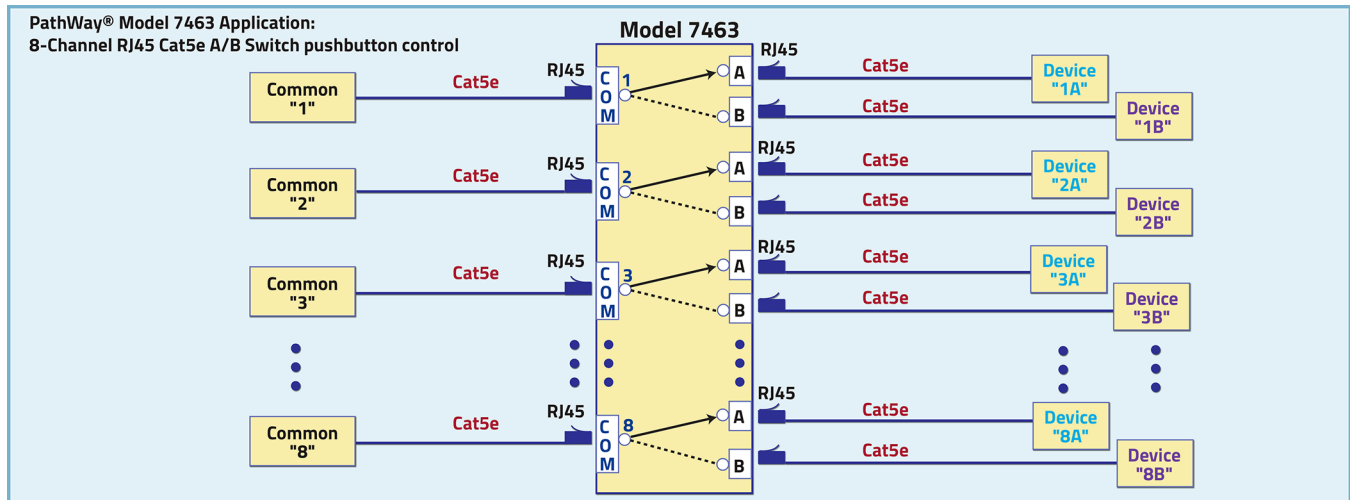 PathWay® Model 7463 Application:
8-Channel RJ45 Cat5e A/B Switch pushbutton control
Model 7463
Common
"1"
Cat5e
RJ45
C
O
M
1
A
B
RJ45
Cat5e
Device
"1A"
Cat5e
Device
"1B"
Common
"2"
Cat5e
RJ45
C
O
M
2
A
B
RJ45
Cat5e
Device
"2A"
Cat5e
Device
"2B"
Common
"3"
Cat5e
RJ45
C
O
M
3
A
B
RJ45
Cat5e
Device
"3A"
Cat5e
Device
"3B"
Common
"8"
Cat5e
RJ45
C
O
M
8
A
B
RJ45
Cat5e
Device
"8A"
Cat5e
Device
"8B"